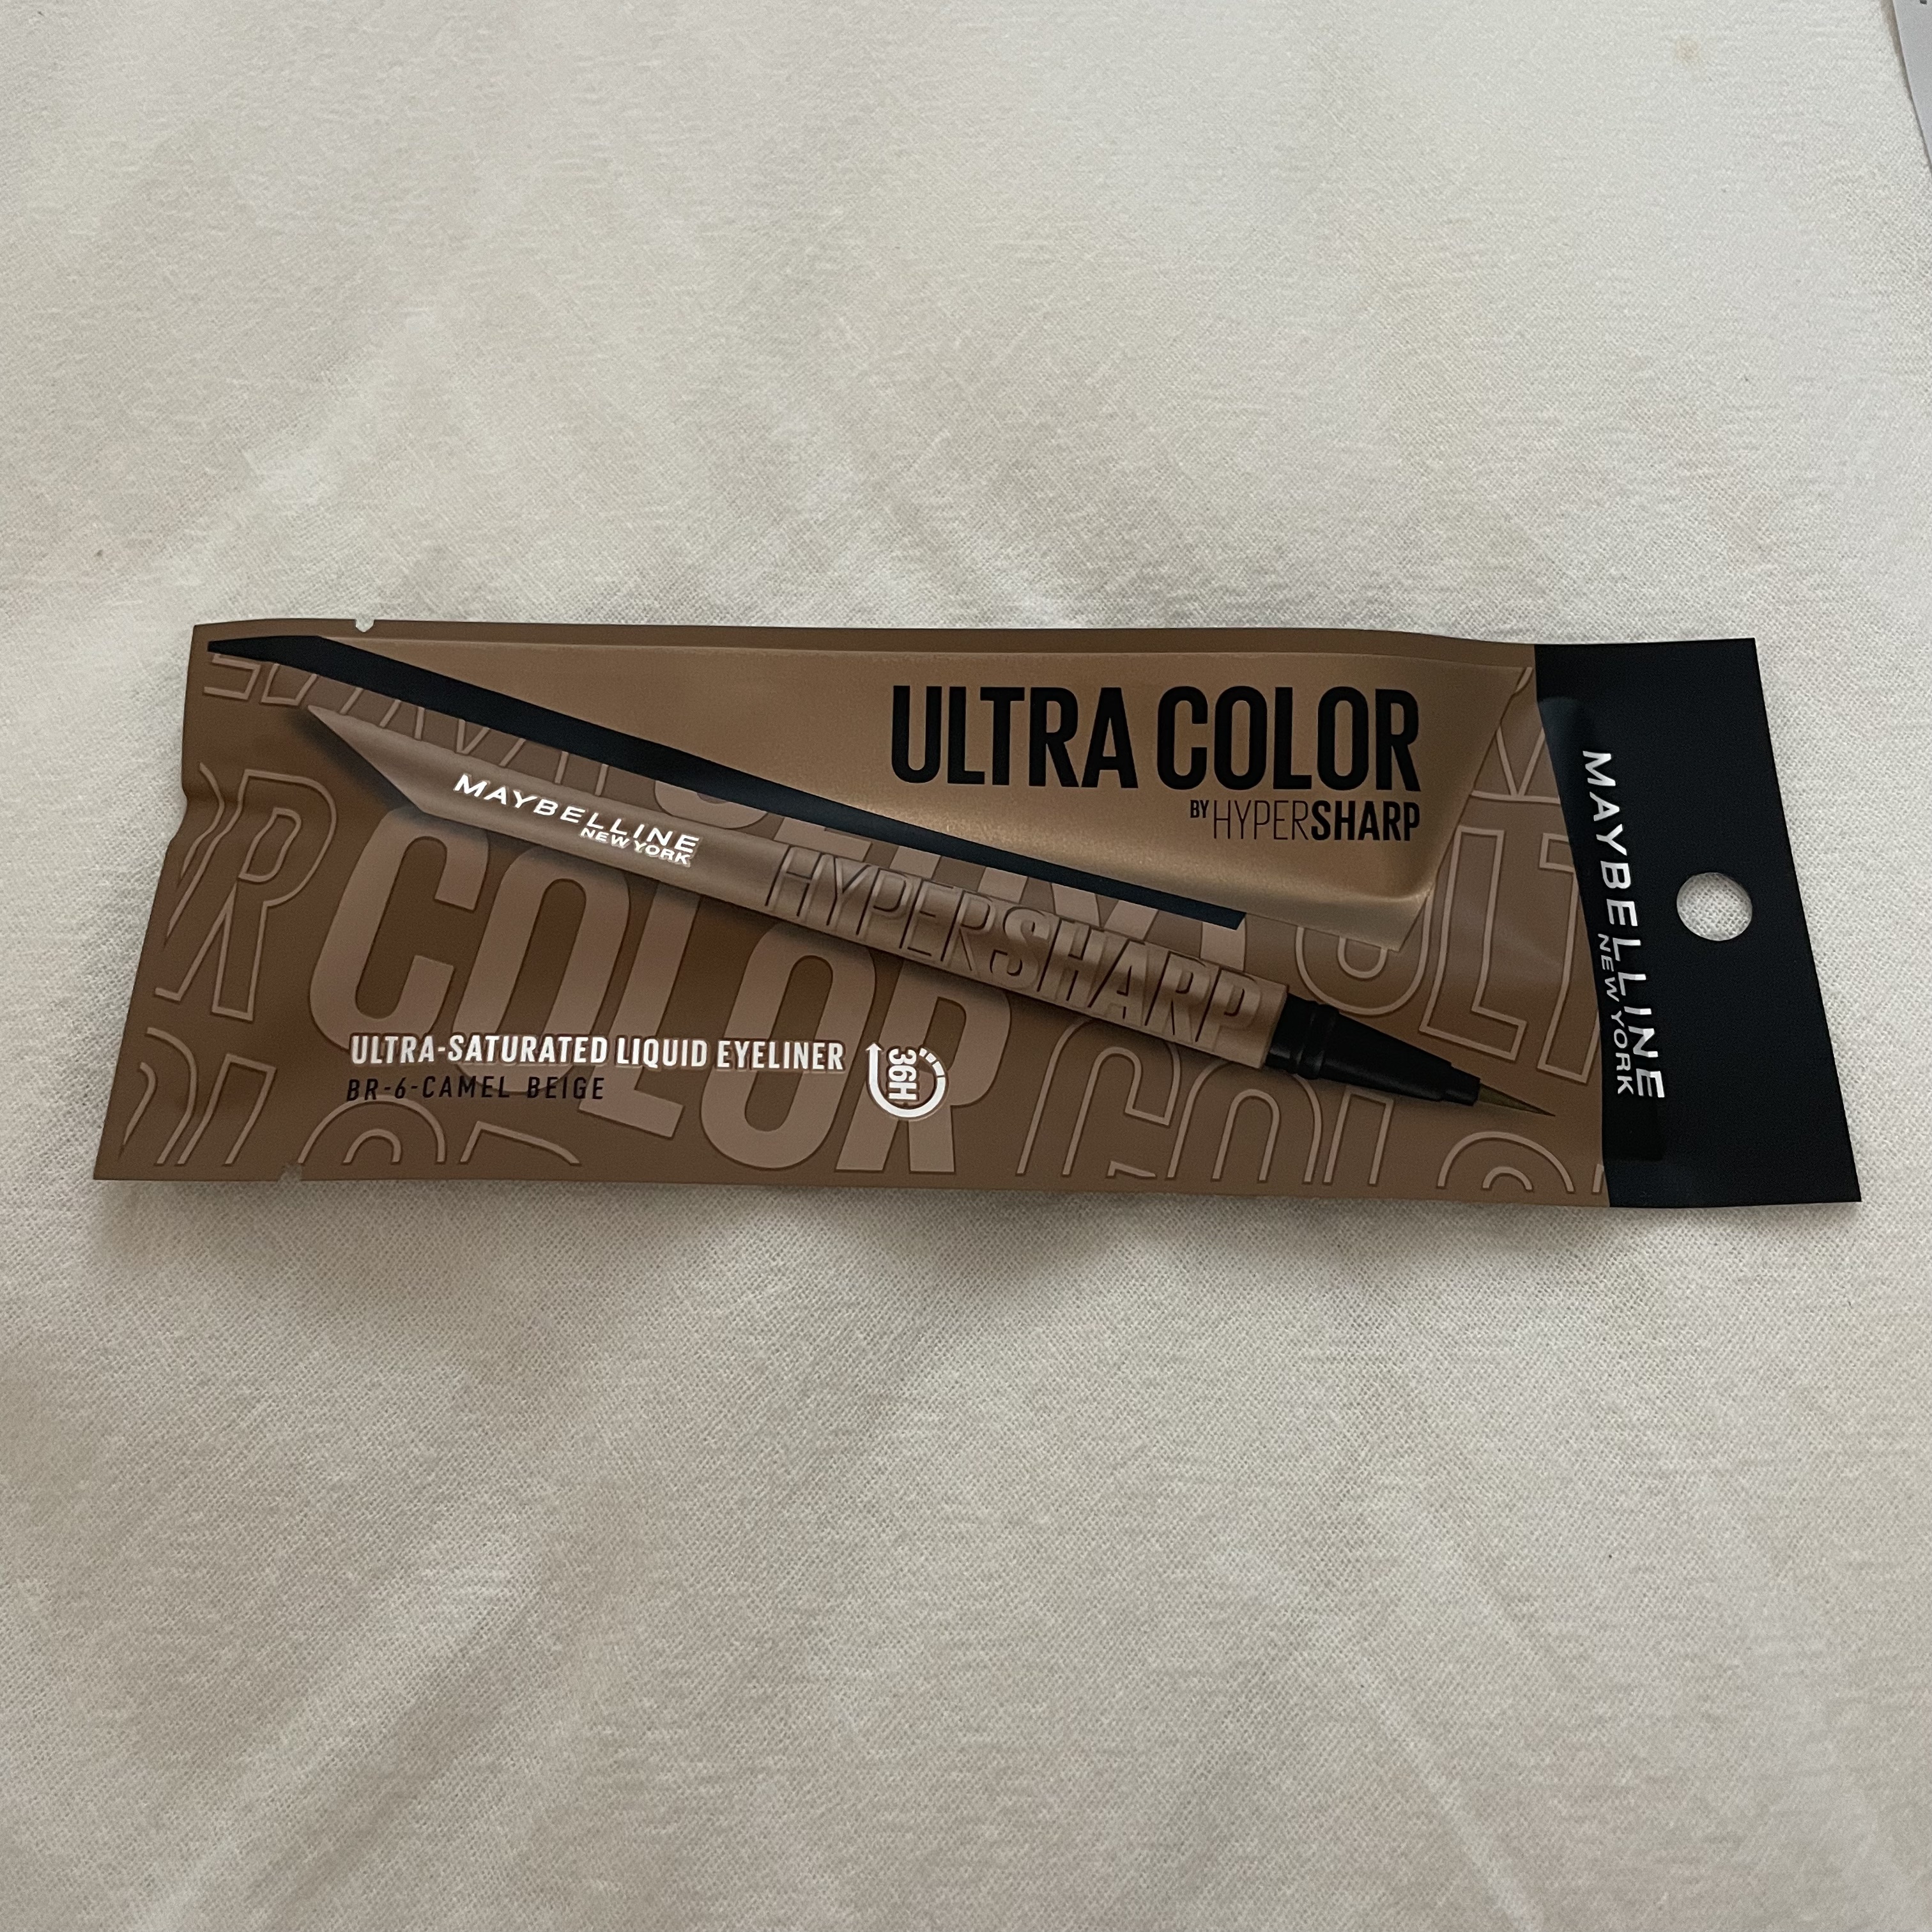 ULTRA COLOR
BY HYPERSHARP
MAYBELLINE
NEW YORK
HYPERSHARP
COLOR
ULTRA-SATURATED LIQUID EYELINER
BR-6-CAMEL BEIGE
36H
MAYBELLINE
NEW YORK